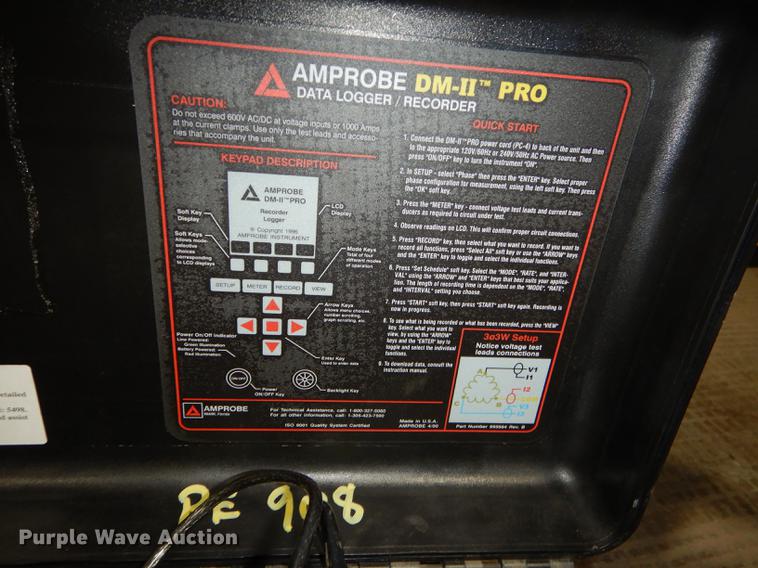 AMPROBE DM-II™ PRO
DATA LOGGER / RECORDER
CAUTION:
Do not exceed 600V AC/DC at voltage inputs or 1000 Amps
at the current clamps. Use only the test leads and accesso-
ries that accompany the unit.
KEYPAD DESCRIPTION
AMPROBE
DM-II™PRO
Recorder
Logger
© Copyright 1996
AMPROBE INSTRUMENT
LCD
Display
Soft Key
Display
Soft Keys
Allows mode-
selective
choices
corresponding
to LCD displays
Mode Keys
Total of four
different modes
of operation
SETUP METER RECORD VIEW
Arrow Keys
Allows menu choices,
number scrolling,
graph scrolling, etc.
Power On/Off indicator
Line Powered:
Green illumination
Battery Powered:
Red illumination
Enter Key
Used to enter data
ON/OFF
Power
ON/OFF Key
Backlight Key
QUICK START
1. Connect the DM-II™PRO power cord (PC-4) to back of the unit and then
to the appropriate 120V/60Hz or 240V/50Hz AC Power source. Then
press "ON/OFF" key to turn the instrument "ON".
2. In SETUP - select "Phase" then press the "ENTER" key. Select proper
phase configuration for measurement, using the left soft key. Then press
the "OK" soft key.
3. Press the "METER" key - connect voltage test leads and current trans-
ducers as required to circuit under test.
4. Observe readings on LCD. This will confirm proper circuit connections.
5. Press "RECORD" key, then select what you want to record. If you want to
record all functions, press "Select All" soft key or use the "ARROW" keys
and the "ENTER" key to toggle and select the individual functions.
6. Press "Set Schedule" soft key. Select the "MODE", "RATE", and "INTER-
VAL" using the "ARROW" and "ENTER" keys that best suits your applica-
tion. The length of recording time is dependent on the "MODE", "RATE",
and "INTERVAL" setting you choose.
7. Press "START" soft key, then press "START" soft key again. Recording is
now in progress.
8. To see what is being recorded or what has been recorded, press the "VIEW"
key. Select what you want to
view, by using the "ARROW"
keys and the "ENTER" key to
toggle and select the individual
functions.
9. To download data, consult the
instruction manual.
3ø3W Setup
Notice voltage test
leads connections
A
V1
I1
I2
C
B
V3
I3
AMPROBE
For Technical Assistance, call: 1-800-327-5060
For all other information, call: 1-305-423-7500
ISO 9001 Quality System Certified
Made in U.S.A.
AMPROBE 4/00
Part Number 995564 Rev. B
detailed
: 5498.
d assist
PE 908
Purple Wave Auction